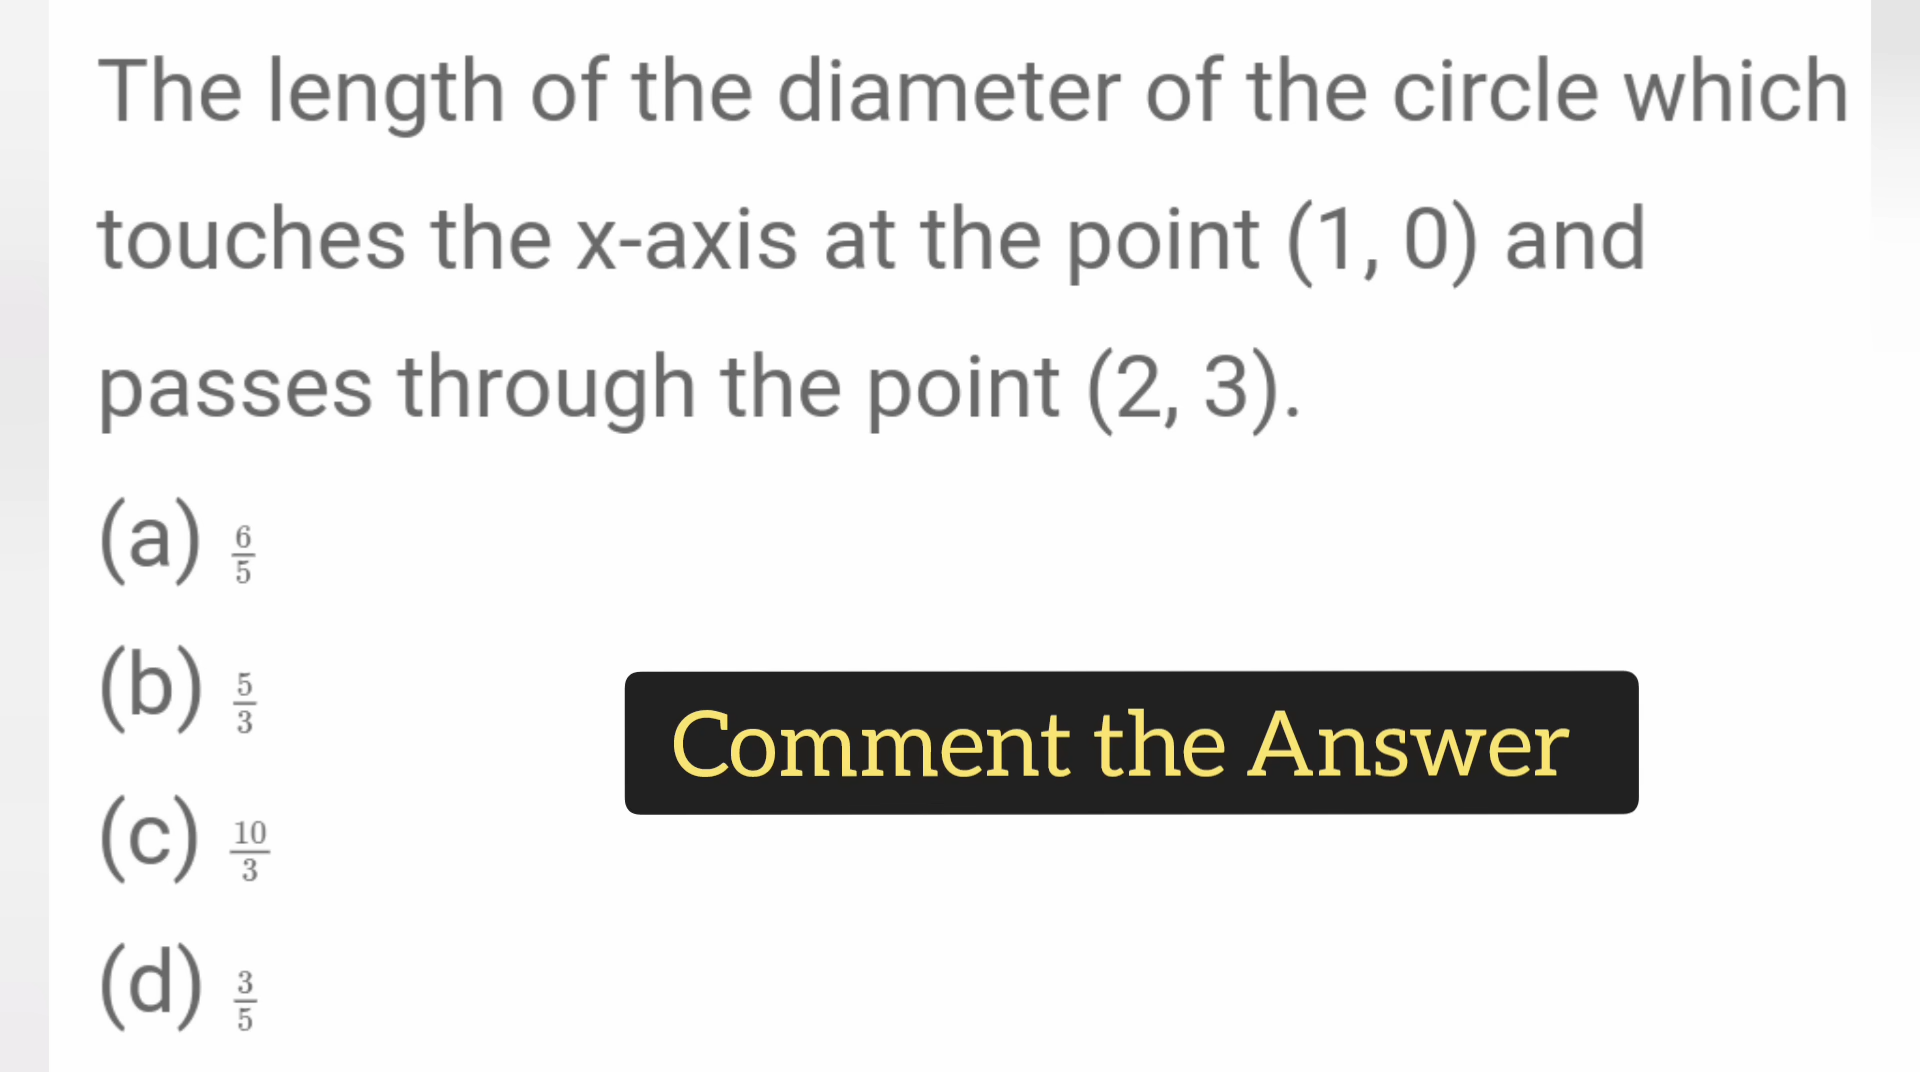 The length of the diameter of the circle which
touches the x-axis at the point (1, 0) and
passes through the point (2, 3).
(a) 6/5
(b) 5/3
(c) 10/3
(d) 3/5
Comment the Answer